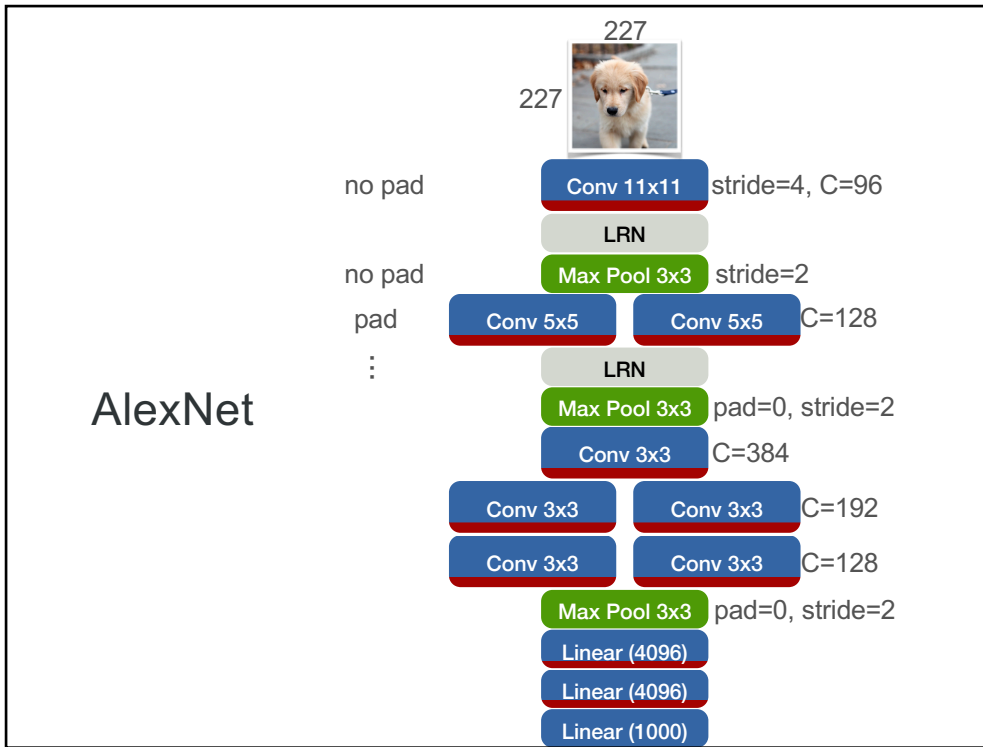 227
227
no pad Conv 11x11 stride=4, C=96
LRN
no pad Max Pool 3x3 stride=2
pad Conv 5x5 Conv 5x5 C=128
⋮ LRN
AlexNet
Max Pool 3x3 pad=0, stride=2
Conv 3x3 C=384
Conv 3x3 Conv 3x3 C=192
Conv 3x3 Conv 3x3 C=128
Max Pool 3x3 pad=0, stride=2
Linear (4096)
Linear (4096)
Linear (1000)